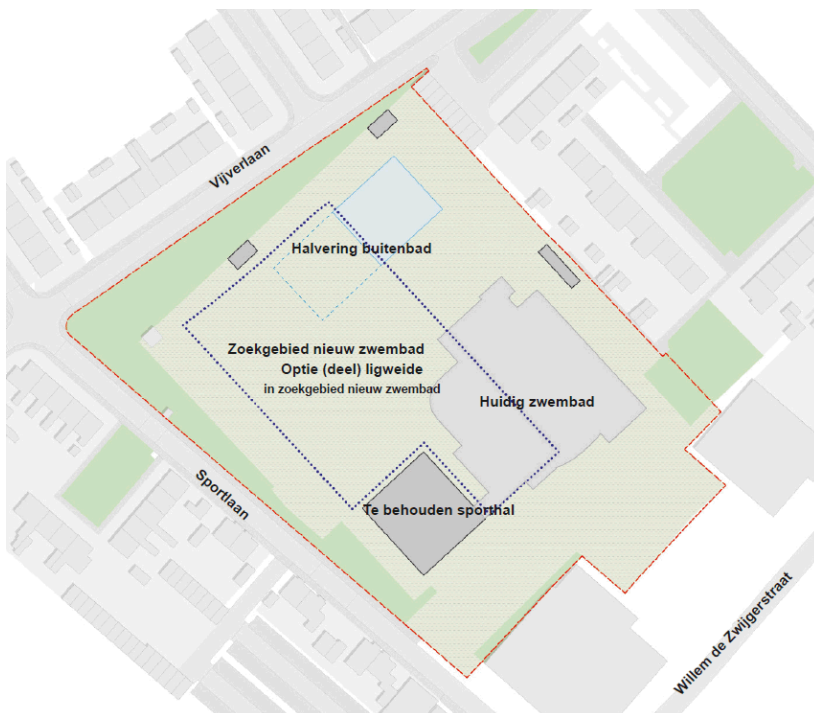 Vijverlaan
Halvering buitenbad
Zoekgebied nieuw zwembad
Optie (deel) ligweide
in zoekgebied nieuw zwembad
Huidig zwembad
Sportlaan
Te behouden sporthal
Willem de Zwijgerstraat